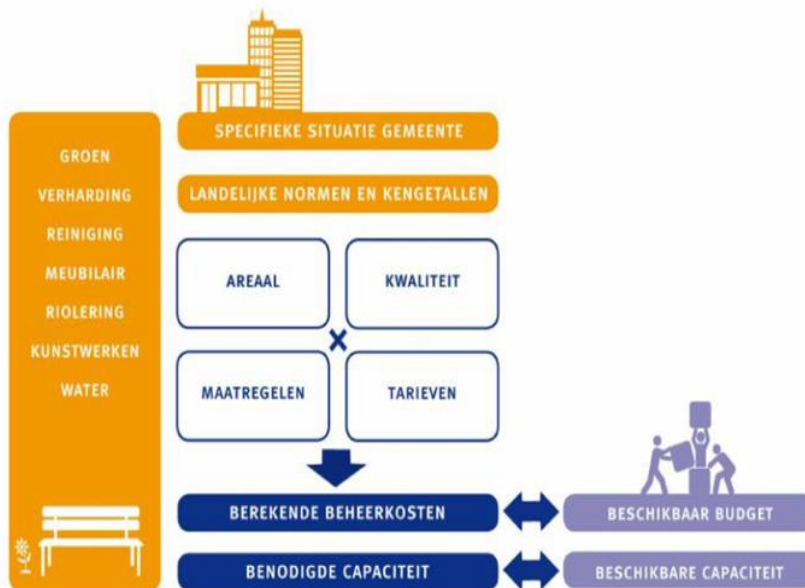 GROEN
VERHARDING
REINIGING
MEUBILAIR
RIOLERING
KUNSTWERKEN
WATER
SPECIFIEKE SITUATIE GEMEENTE
LANDELIJKE NORMEN EN KENGETALLEN
AREAAL
KWALITEIT
×
MAATREGELEN
TARIEVEN
BEREKENDE BEHEERKOSTEN
BESCHIKBAAR BUDGET
BENODIGDE CAPACITEIT
BESCHIKBARE CAPACITEIT